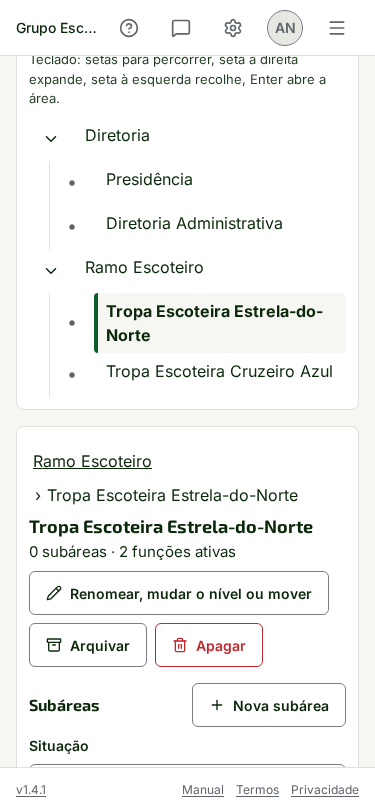 Grupo Esc...
AN
Teclado: setas para percorrer, seta à direita
expande, seta à esquerda recolhe, Enter abre a
área.
Diretoria
Presidência
Diretoria Administrativa
Ramo Escoteiro
Tropa Escoteira Estrela-do-
Norte
Tropa Escoteira Cruzeiro Azul
Ramo Escoteiro
› Tropa Escoteira Estrela-do-Norte
Tropa Escoteira Estrela-do-Norte
0 subáreas · 2 funções ativas
Renomear, mudar o nível ou mover
Arquivar
Apagar
Subáreas
Nova subárea
Situação
v1.4.1
Manual
Termos
Privacidade